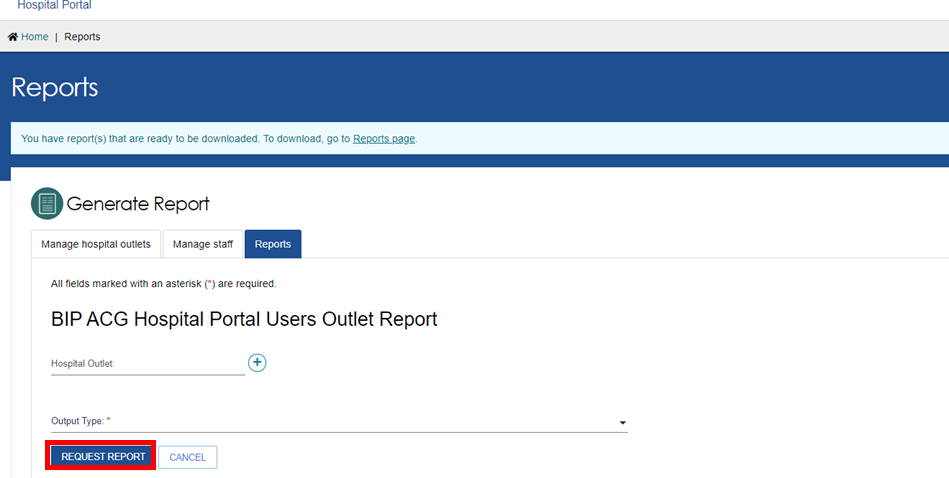 Hospital Portal
Home | Reports
Reports
You have report(s) that are ready to be downloaded. To download, go to Reports page.
Generate Report
Manage hospital outlets Manage staff Reports
All fields marked with an asterisk (*) are required.
BIP ACG Hospital Portal Users Outlet Report
Hospital Outlet:
Output Type: *
REQUEST REPORT CANCEL